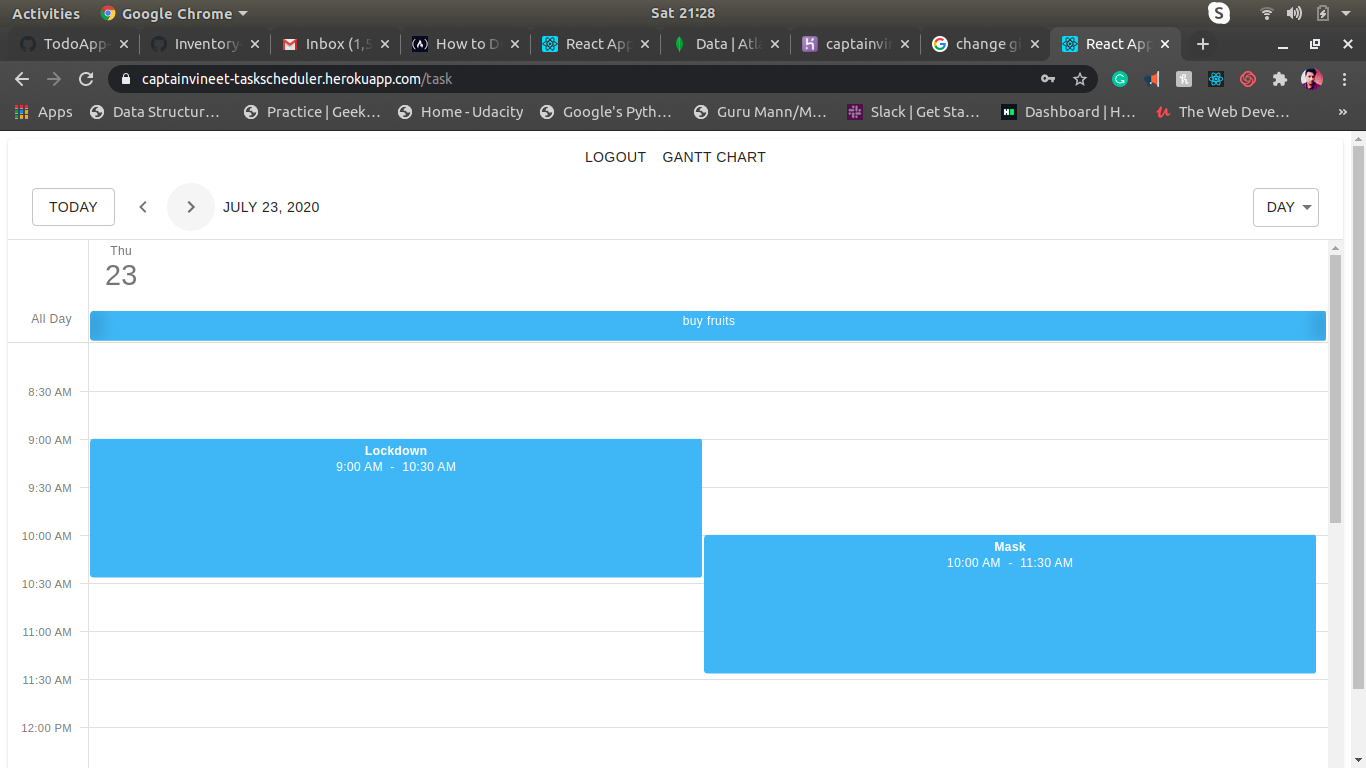 Activities Google Chrome Sat 21:28 S
TodoApp- Inventory Inbox (1,5 How to D React App Data | Atla captainvi change gi React App
captainvineet-taskscheduler.herokuapp.com/task
Apps Data Structur… Practice | Geek… Home - Udacity Google's Pyth… Guru Mann/M… Slack | Get Sta… Dashboard | H… The Web Deve… »
LOGOUT GANTT CHART
TODAY JULY 23, 2020 DAY
Thu
23
All Day buy fruits
8:30 AM
9:00 AM
Lockdown
9:00 AM - 10:30 AM
9:30 AM
10:00 AM
Mask
10:00 AM - 11:30 AM
10:30 AM
11:00 AM
11:30 AM
12:00 PM